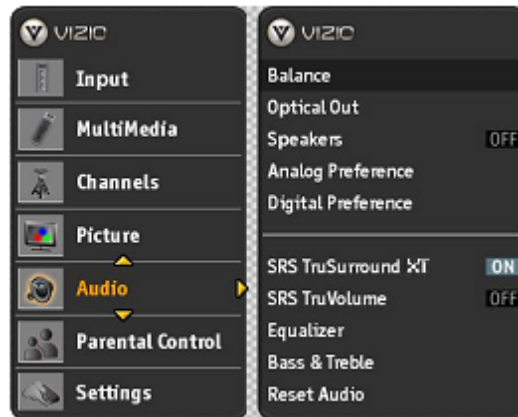 VIZIO
Input
MultiMedia
Channels
Picture
Audio
Parental Control
Settings
VIZIO
Balance
Optical Out
Speakers OFF
Analog Preference
Digital Preference
SRS TruSurround XT ON
SRS TruVolume OFF
Equalizer
Bass & Treble
Reset Audio